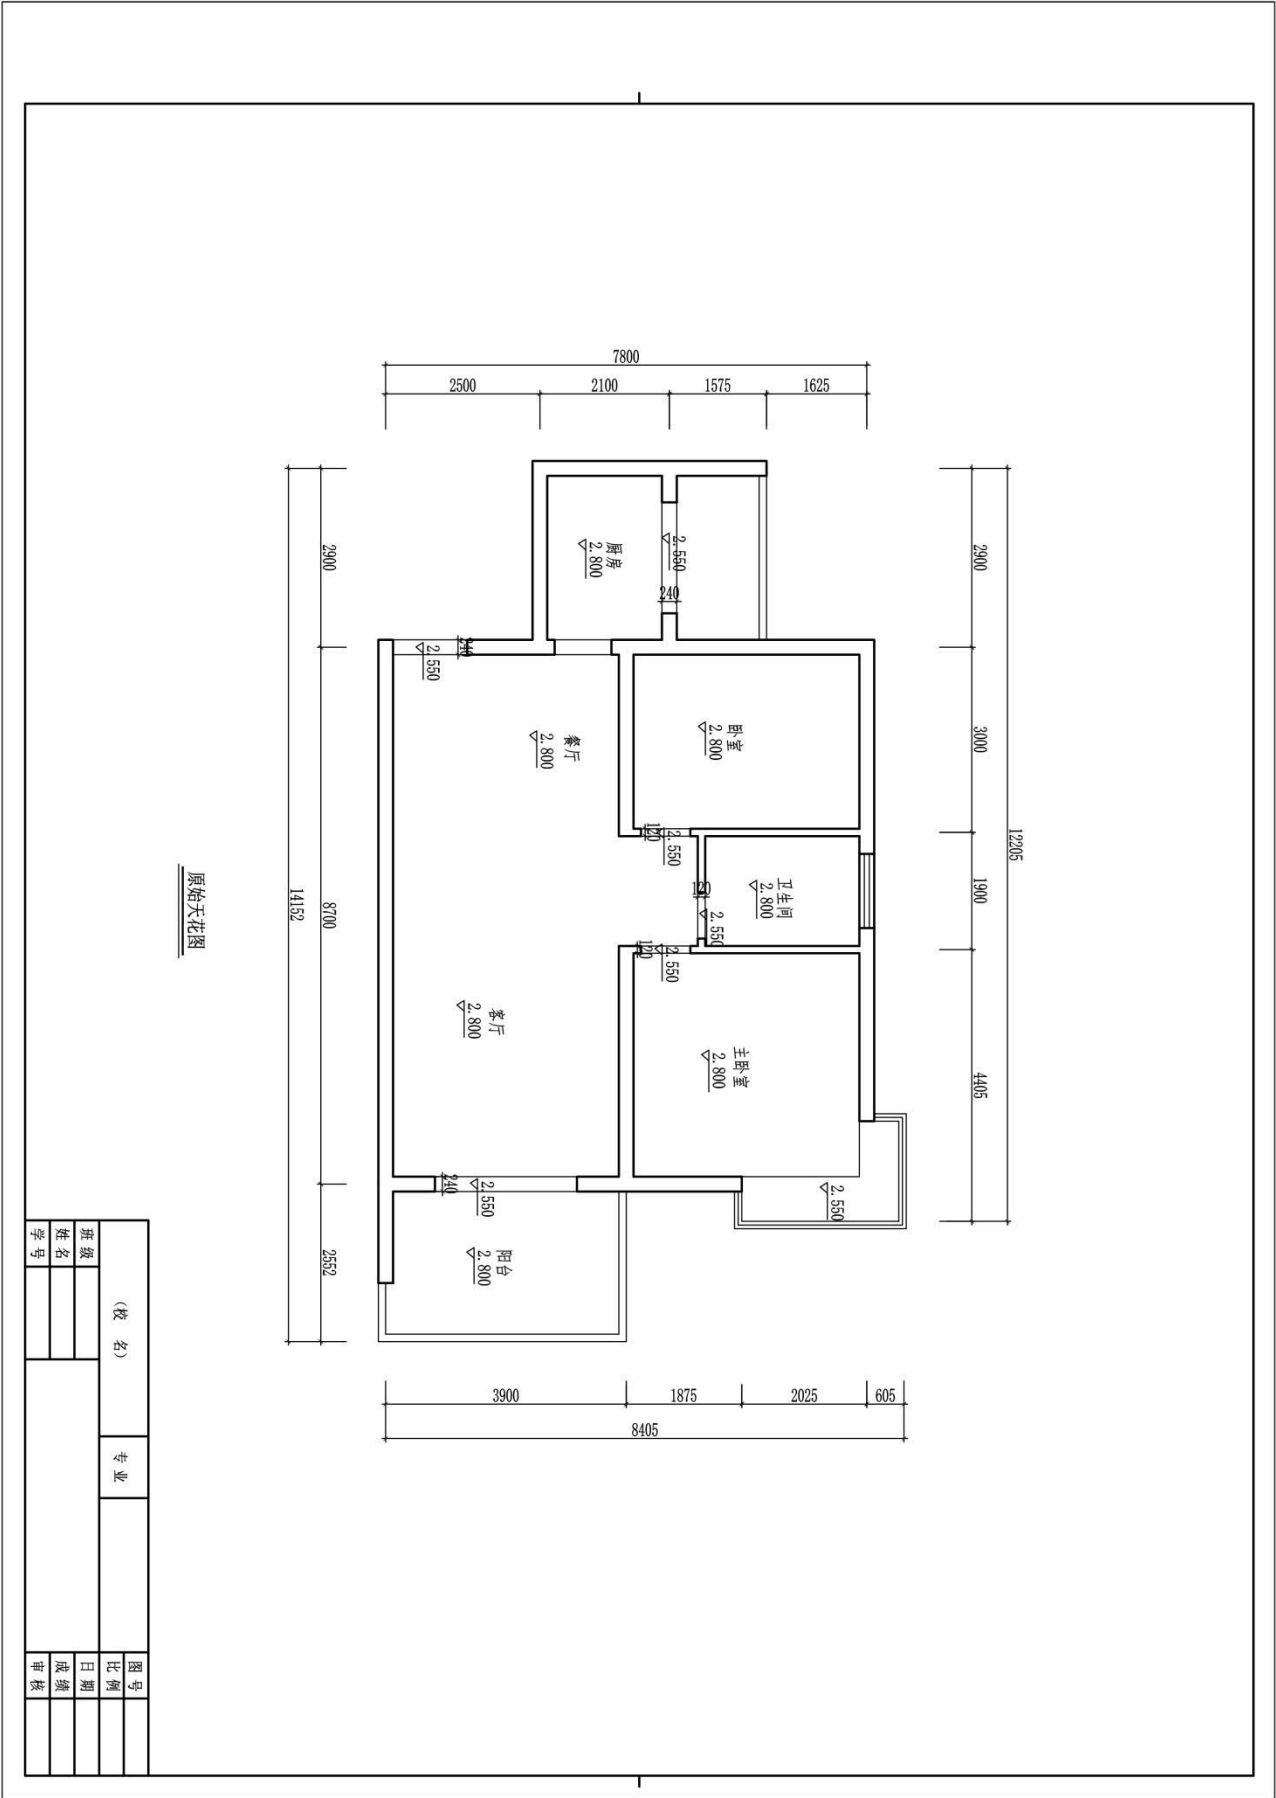 12205
2900
3000
1900
4405
7800
1625
1575
2100
2500
2.550
240
厨房
2.800
卧室
2.800
卫生间
2.800
主卧室
2.800
2.550
120
2.550
120
2.550
120
2.550
240
2.550
餐厅
2.800
客厅
2.800
240
2.550
阳台
2.800
605
2025
1875
3900
8405
2900
8700
2552
14152
原始天花图
(校 名)
专 业
班 级
姓 名
学 号
图 号
比 例
日 期
成 绩
审 核